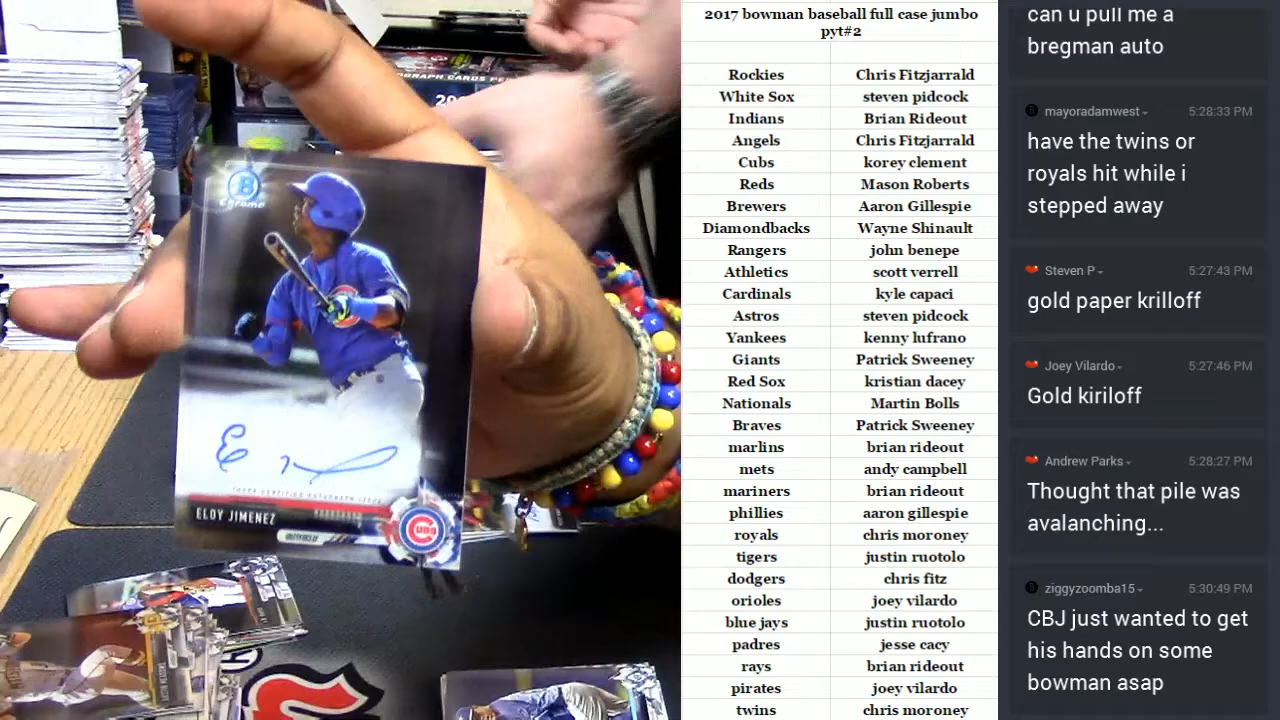 B
Chrome
TOPPS CERTIFIED AUTOGRAPH ISSUE
ELOY JIMENEZ
OUTFIELD
CUBS
2017 bowman baseball full case jumbo
pyt#2
Rockies Chris Fitzjarrald
White Sox steven pidcock
Indians Brian Rideout
Angels Chris Fitzjarrald
Cubs korey clement
Reds Mason Roberts
Brewers Aaron Gillespie
Diamondbacks Wayne Shinault
Rangers john benepe
Athletics scott verrell
Cardinals kyle capaci
Astros steven pidcock
Yankees kenny lufrano
Giants Patrick Sweeney
Red Sox kristian dacey
Nationals Martin Bolls
Braves Patrick Sweeney
marlins brian rideout
mets andy campbell
mariners brian rideout
phillies aaron gillespie
royals chris moroney
tigers justin ruotolo
dodgers chris fitz
orioles joey vilardo
blue jays justin ruotolo
padres jesse cacy
rays brian rideout
pirates joey vilardo
twins chris moroney
can u pull me a
bregman auto
mayoradamwest 5:28:33 PM
have the twins or
royals hit while i
stepped away
Steven P 5:27:43 PM
gold paper krilloff
Joey Vilardo 5:27:46 PM
Gold kiriloff
Andrew Parks 5:28:27 PM
Thought that pile was
avalanching...
ziggyzoomba15 5:30:49 PM
CBJ just wanted to get
his hands on some
bowman asap